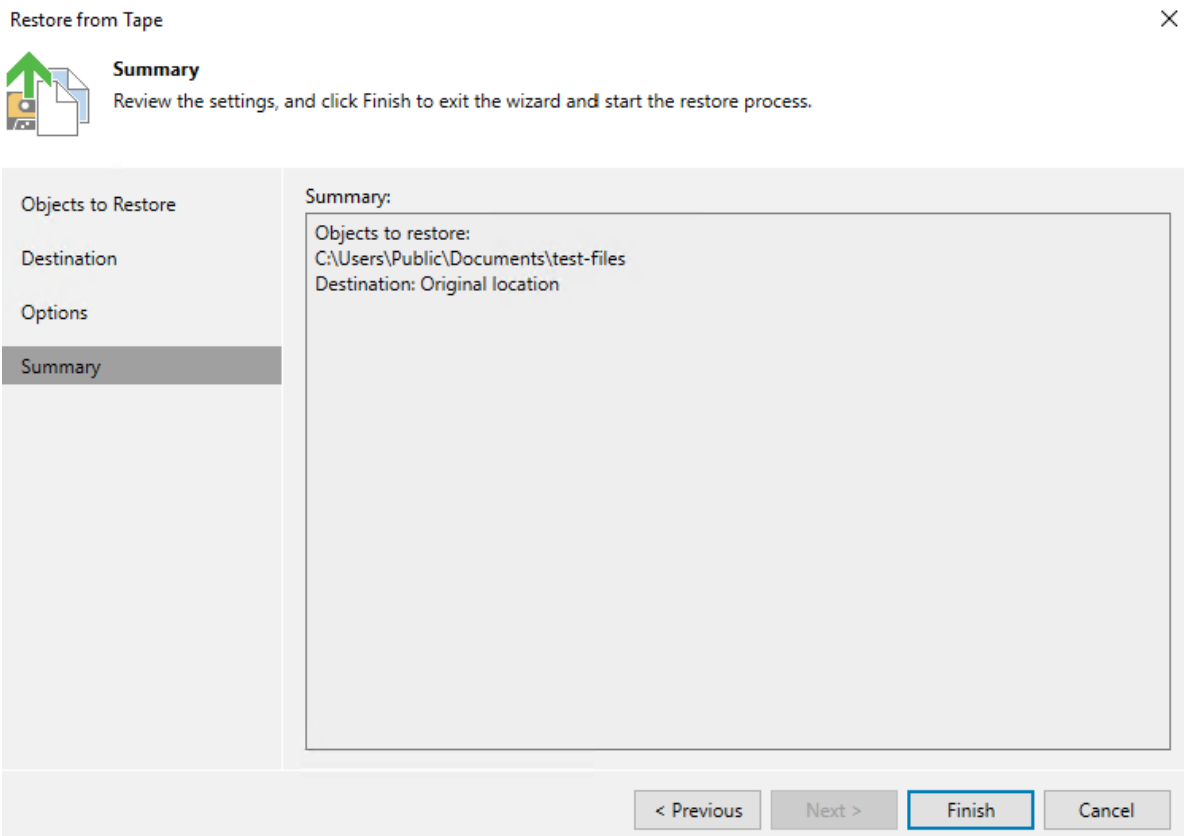 Restore from Tape
Summary
Review the settings, and click Finish to exit the wizard and start the restore process.
Objects to Restore
Destination
Options
Summary
Summary:
Objects to restore:
C:\Users\Public\Documents\test-files
Destination: Original location
< Previous
Next >
Finish
Cancel